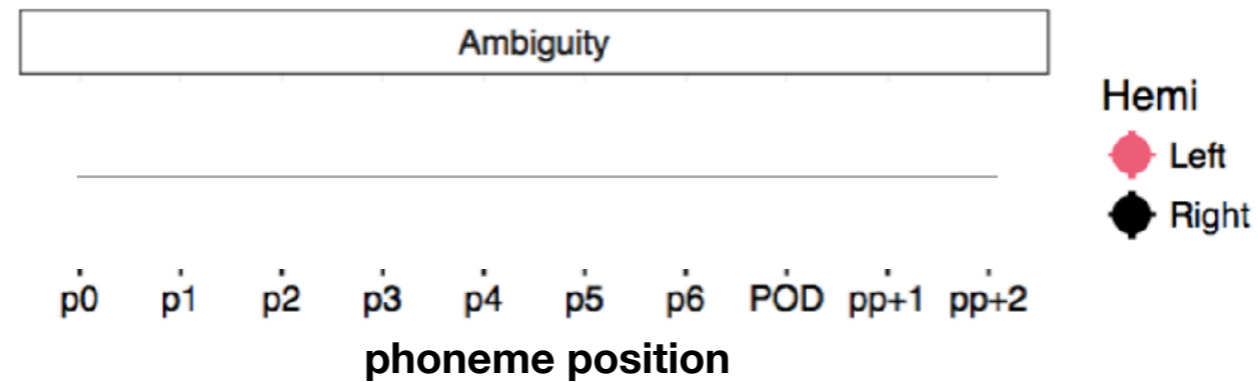 Ambiguity
Hemi
Left
Right
p0 p1 p2 p3 p4 p5 p6 POD pp+1 pp+2
phoneme position